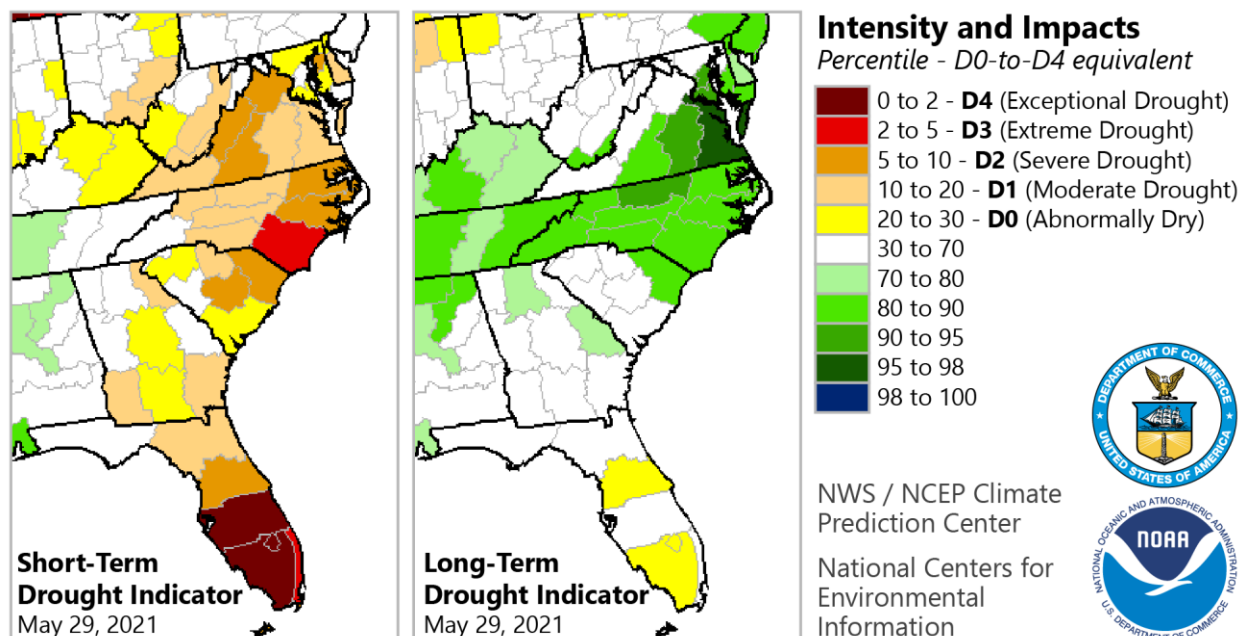 Short-Term
Drought Indicator
May 29, 2021
Long-Term
Drought Indicator
May 29, 2021
Intensity and Impacts
Percentile - D0-to-D4 equivalent
0 to 2 - D4 (Exceptional Drought)
2 to 5 - D3 (Extreme Drought)
5 to 10 - D2 (Severe Drought)
10 to 20 - D1 (Moderate Drought)
20 to 30 - D0 (Abnormally Dry)
30 to 70
70 to 80
80 to 90
90 to 95
95 to 98
98 to 100
NWS / NCEP Climate
Prediction Center
National Centers for
Environmental
Information
DEPARTMENT OF COMMERCE
UNITED STATES OF AMERICA
NATIONAL OCEANIC AND ATMOSPHERIC ADMINISTRATION
NOAA
U.S. DEPARTMENT OF COMMERCE